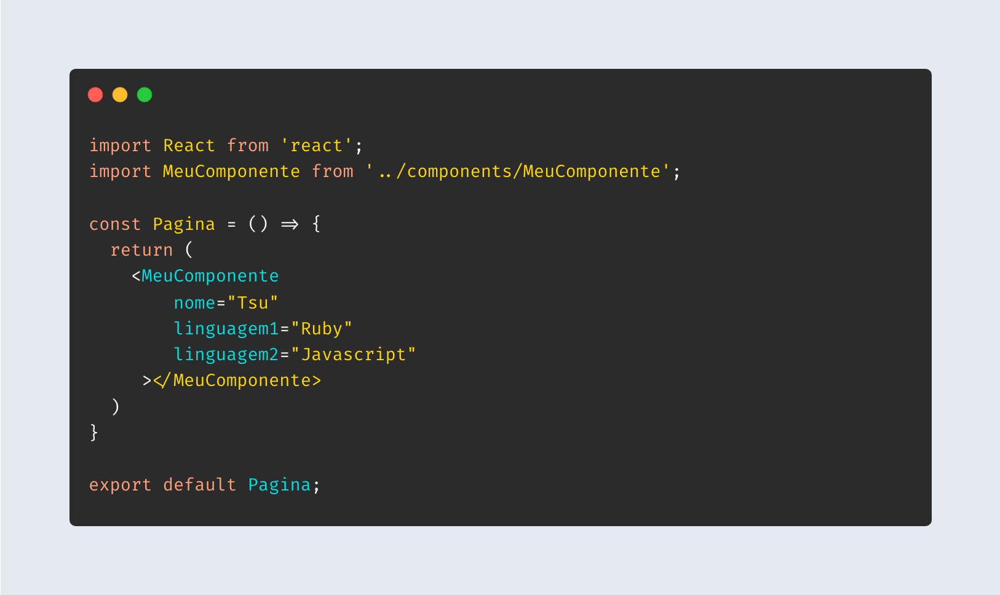 import React from 'react';
import MeuComponente from '../components/MeuComponente';

const Pagina = () => {
  return (
    <MeuComponente
        nome="Tsu"
        linguagem1="Ruby"
        linguagem2="Javascript"
     ></MeuComponente>
  )
}

export default Pagina;